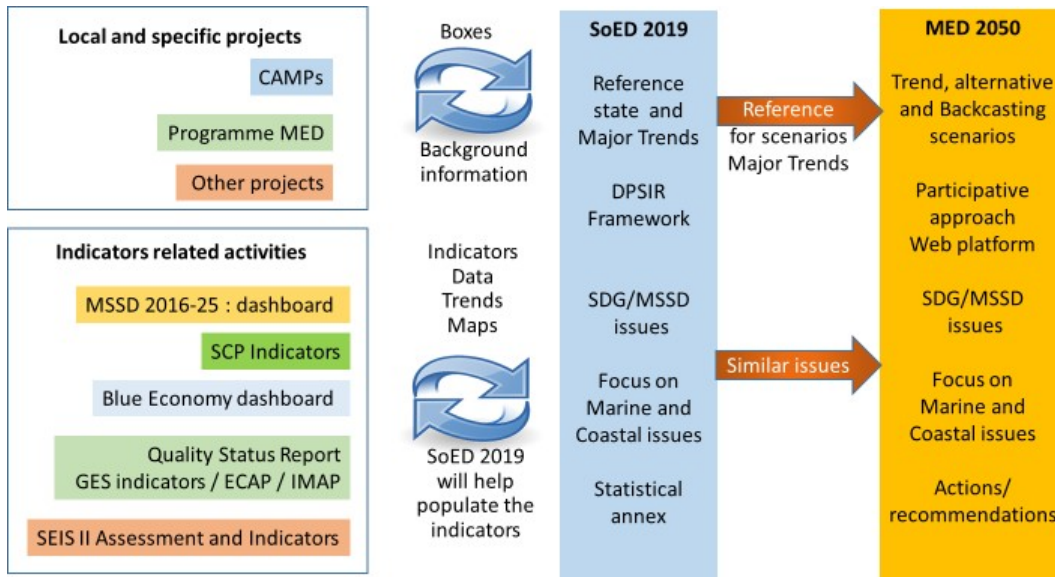 Local and specific projects
CAMPs
Programme MED
Other projects
Indicators related activities
MSSD 2016-25 : dashboard
SCP Indicators
Blue Economy dashboard
Quality Status Report
GES indicators / ECAP / IMAP
SEIS II Assessment and Indicators
Boxes
Background
information
Indicators
Data
Trends
Maps
SoED 2019
will help
populate the
indicators
SoED 2019
Reference
state and
Major Trends
DPSIR
Framework
SDG/MSSD
issues
Focus on
Marine and
Coastal issues
Statistical
annex
Reference
for scenarios
Major Trends
Similar issues
MED 2050
Trend, alternative
and Backcasting
scenarios
Participative
approach
Web platform
SDG/MSSD
issues
Focus on
Marine and
Coastal issues
Actions/
recommendations